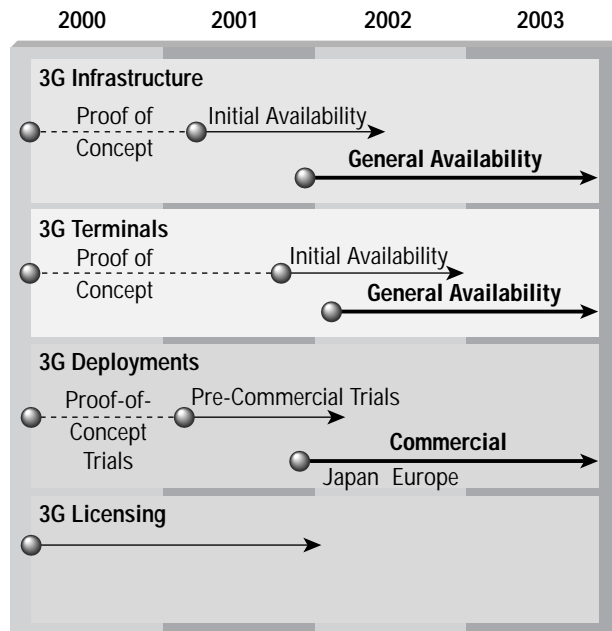 2000 2001 2002 2003
3G Infrastructure
Proof of
Concept
Initial Availability
General Availability
3G Terminals
Proof of
Concept
Initial Availability
General Availability
3G Deployments
Proof-of-
Concept
Trials
Pre-Commercial Trials
Commercial
Japan Europe
3G Licensing